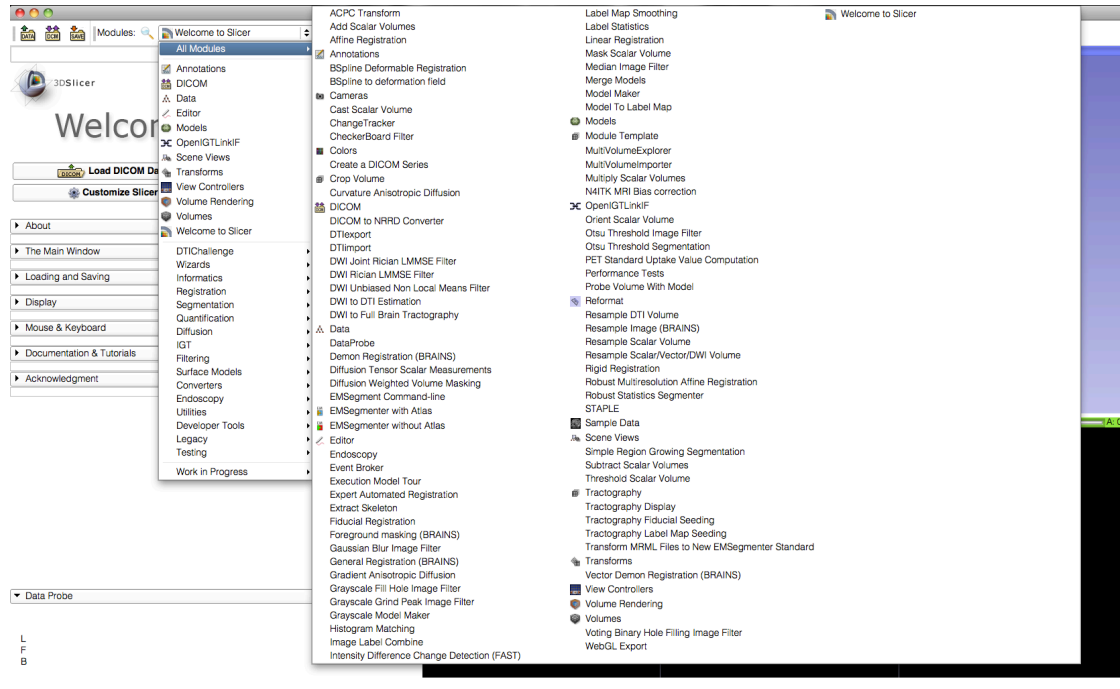 DATA
DCM
SAVE
Modules:
Welcome to Slicer
3DSlicer
Welcor
DICOM
Load DICOM Da
Customize Slicer
About
The Main Window
Loading and Saving
Display
Mouse & Keyboard
Documentation & Tutorials
Acknowledgment
Data Probe
L
F
B
All Modules
Annotations
DICOM
Data
Editor
Models
OpenIGTLinkIF
Scene Views
Transforms
View Controllers
Volume Rendering
Volumes
Welcome to Slicer
DTIChallenge
Wizards
Informatics
Registration
Segmentation
Quantification
Diffusion
IGT
Filtering
Surface Models
Converters
Endoscopy
Utilities
Developer Tools
Legacy
Testing
Work in Progress
ACPC Transform
Add Scalar Volumes
Affine Registration
Annotations
BSpline Deformable Registration
BSpline to deformation field
Cameras
Cast Scalar Volume
ChangeTracker
CheckerBoard Filter
Colors
Create a DICOM Series
Crop Volume
Curvature Anisotropic Diffusion
DICOM
DICOM to NRRD Converter
DTIexport
DTIimport
DWI Joint Rician LMMSE Filter
DWI Rician LMMSE Filter
DWI Unbiased Non Local Means Filter
DWI to DTI Estimation
DWI to Full Brain Tractography
Data
DataProbe
Demon Registration (BRAINS)
Diffusion Tensor Scalar Measurements
Diffusion Weighted Volume Masking
EMSegment Command-line
EMSegmenter with Atlas
EMSegmenter without Atlas
Editor
Endoscopy
Event Broker
Execution Model Tour
Expert Automated Registration
Extract Skeleton
Fiducial Registration
Foreground masking (BRAINS)
Gaussian Blur Image Filter
General Registration (BRAINS)
Gradient Anisotropic Diffusion
Grayscale Fill Hole Image Filter
Grayscale Grind Peak Image Filter
Grayscale Model Maker
Histogram Matching
Image Label Combine
Intensity Difference Change Detection (FAST)
Label Map Smoothing
Label Statistics
Linear Registration
Mask Scalar Volume
Median Image Filter
Merge Models
Model Maker
Model To Label Map
Models
Module Template
MultiVolumeExplorer
MultiVolumeImporter
Multiply Scalar Volumes
N4ITK MRI Bias correction
OpenIGTLinkIF
Orient Scalar Volume
Otsu Threshold Image Filter
Otsu Threshold Segmentation
PET Standard Uptake Value Computation
Performance Tests
Probe Volume With Model
Reformat
Resample DTI Volume
Resample Image (BRAINS)
Resample Scalar Volume
Resample Scalar/Vector/DWI Volume
Rigid Registration
Robust Multiresolution Affine Registration
Robust Statistics Segmenter
STAPLE
Sample Data
Scene Views
Simple Region Growing Segmentation
Subtract Scalar Volumes
Threshold Scalar Volume
Tractography
Tractography Display
Tractography Fiducial Seeding
Tractography Label Map Seeding
Transform MRML Files to New EMSegmenter Standard
Transforms
Vector Demon Registration (BRAINS)
View Controllers
Volume Rendering
Volumes
Voting Binary Hole Filling Image Filter
WebGL Export
Welcome to Slicer